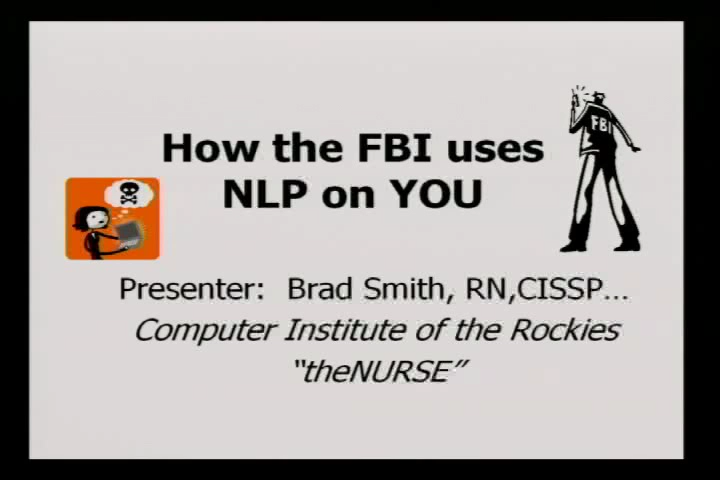 How the FBI uses
NLP on YOU
FBI
Presenter: Brad Smith, RN,CISSP...
Computer Institute of the Rockies
"theNURSE"